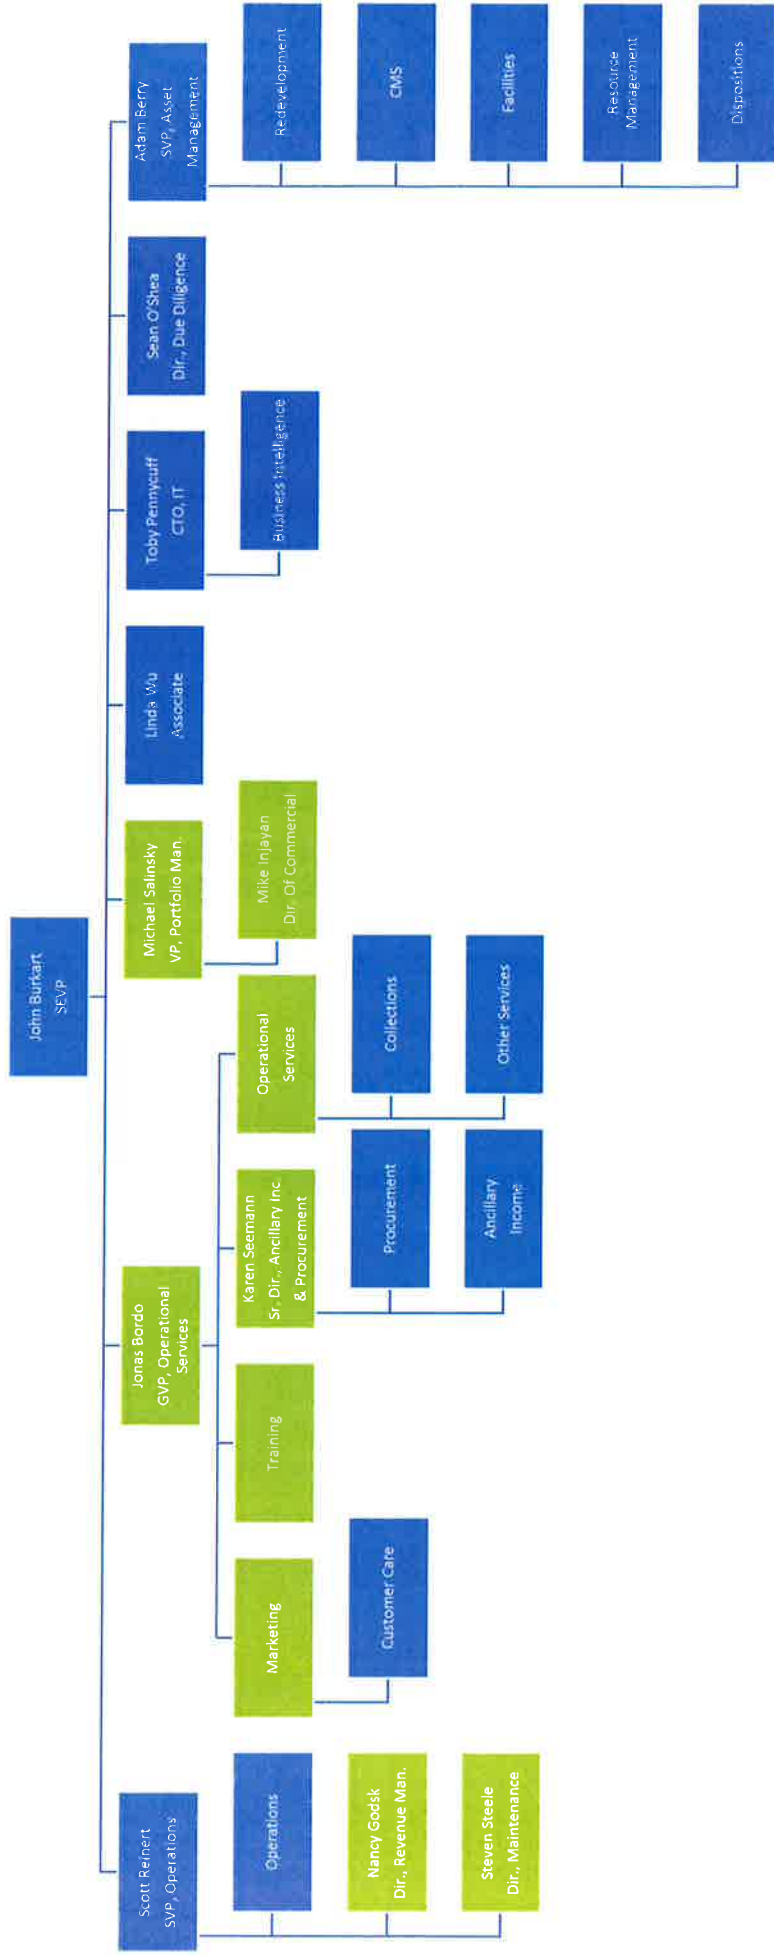 John Burkart
SEVP
Scott Reinert
SVP, Operations
Operations
Nancy Godsk
Dir., Revenue Man.
Steven Steele
Dir., Maintenance
Jonas Bordo
GVP, Operational
Services
Marketing
Customer Care
Training
Karen Seemann
Sr, Dir., Ancillary Inc.
& Procurement
Procurement
Ancillary
Income
Operational
Services
Collections
Other Services
Michael Salinsky
VP, Portfolio Man.
Mike Injayan
Dir. Of Commercial
Linda Wu
Associate
Toby Pennycuff
CTO, IT
Business Intelligence
Sean O'Shea
Dir., Due Diligence
Adam Berry
SVP, Asset
Management
Redevelopment
CMS
Facilities
Resource
Management
Dispositions